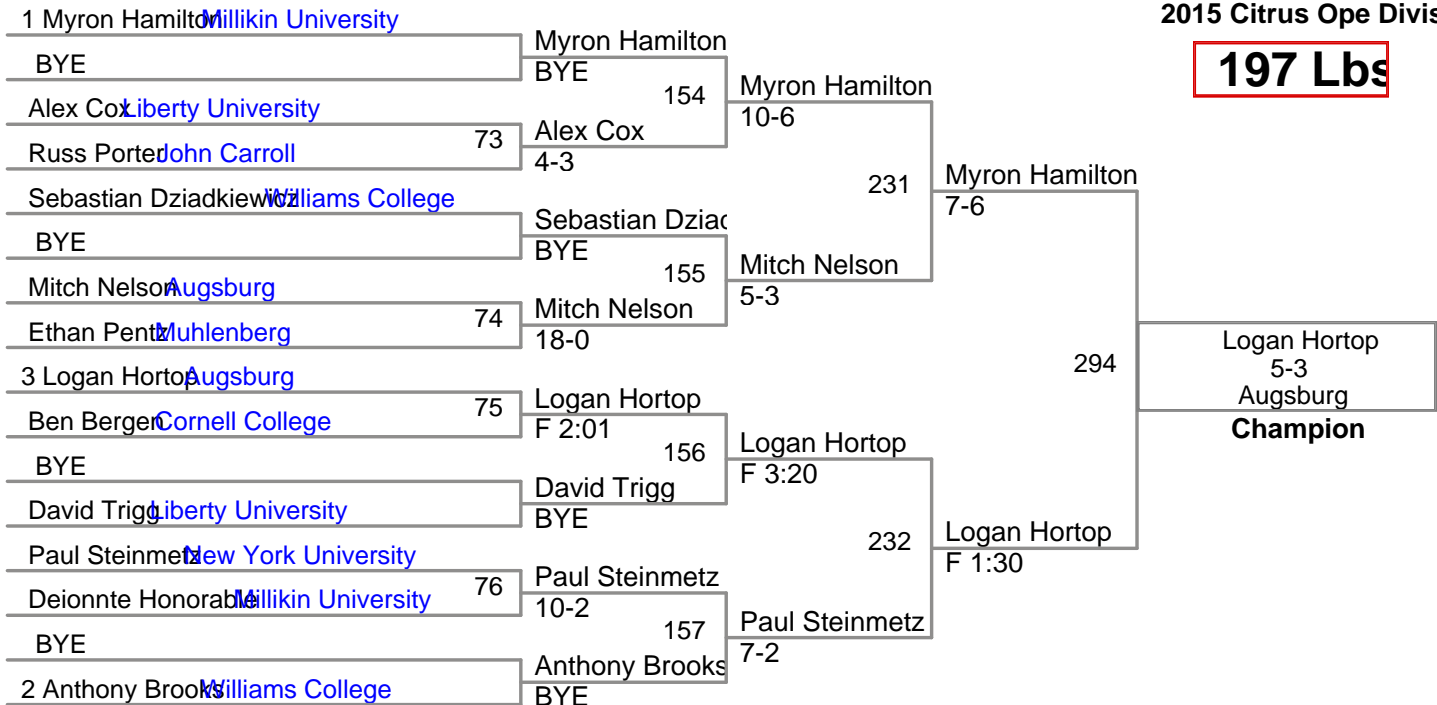 2015 Citrus Ope Divis
197 Lbs
1 Myron Hamilton Millikin University
BYE
Alex Cox Liberty University
Russ Porter John Carroll
Sebastian Dziadkiewicz Williams College
BYE
Mitch Nelson Augsburg
Ethan Pentz Muhlenberg
3 Logan Hortop Augsburg
Ben Bergen Cornell College
BYE
David Trigg Liberty University
Paul Steinmetz New York University
Deionnte Honorable Millikin University
BYE
2 Anthony Brooks Williams College
73
74
75
76
Myron Hamilton
BYE
Alex Cox
4-3
Sebastian Dziad
BYE
Mitch Nelson
18-0
Logan Hortop
F 2:01
David Trigg
BYE
Paul Steinmetz
10-2
Anthony Brooks
BYE
154
155
156
157
Myron Hamilton
10-6
Mitch Nelson
5-3
Logan Hortop
F 3:20
Paul Steinmetz
7-2
231
232
Myron Hamilton
7-6
Logan Hortop
F 1:30
294
Logan Hortop
5-3
Augsburg
Champion